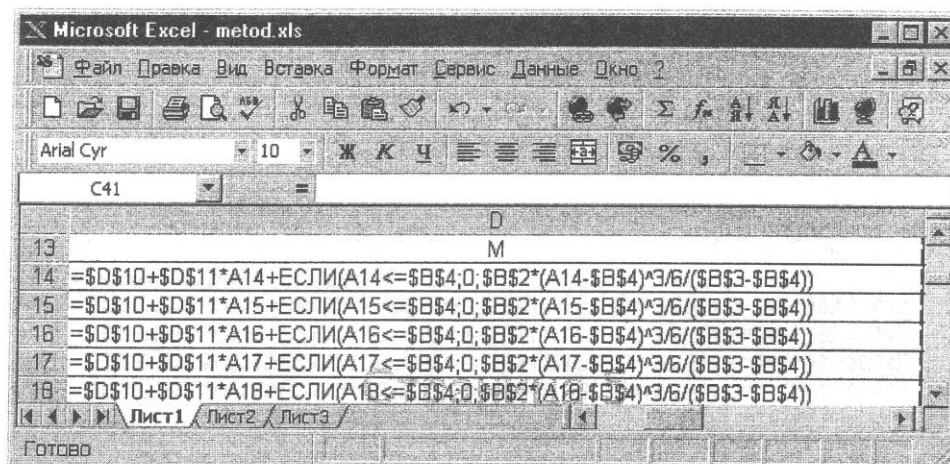 Microsoft Excel - metod.xls
Файл Правка Вид Вставка Формат Сервис Данные Окно ?
Arial Cyr 10 Ж К Ч % ,
C41 =
D
13 M
14 =$D$10+$D$11*A14+ЕСЛИ(A14<=$B$4;0;$B$2*(A14-$B$4)^3/6/($B$3-$B$4))
15 =$D$10+$D$11*A15+ЕСЛИ(A15<=$B$4;0;$B$2*(A15-$B$4)^3/6/($B$3-$B$4))
16 =$D$10+$D$11*A16+ЕСЛИ(A16<=$B$4;0;$B$2*(A16-$B$4)^3/6/($B$3-$B$4))
17 =$D$10+$D$11*A17+ЕСЛИ(A17<=$B$4;0;$B$2*(A17-$B$4)^3/6/($B$3-$B$4))
18 =$D$10+$D$11*A18+ЕСЛИ(A18<=$B$4;0;$B$2*(A18-$B$4)^3/6/($B$3-$B$4))
Лист1 Лист2 Лист3
Готово